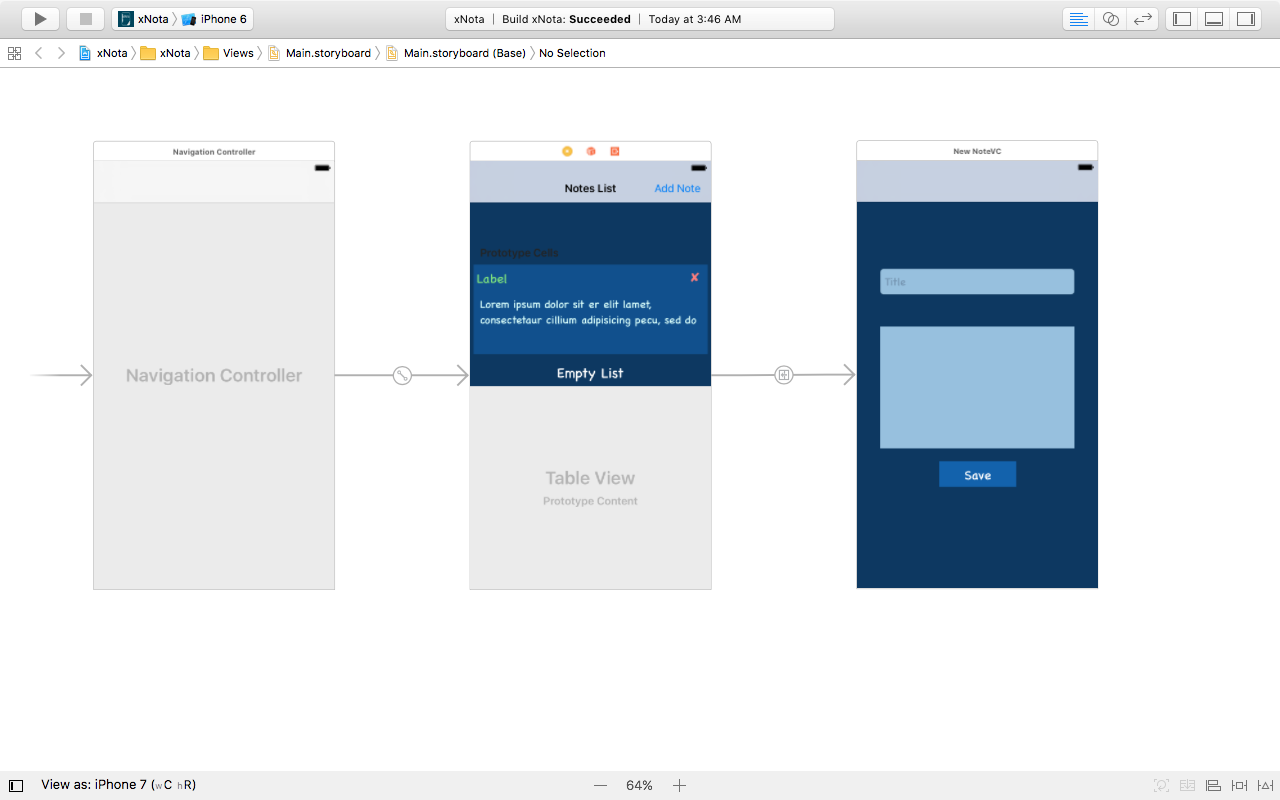 xNota iPhone 6
xNota | Build xNota: Succeeded | Today at 3:46 AM
xNota xNota Views Main.storyboard Main.storyboard (Base) No Selection
Navigation Controller
Navigation Controller
Notes List Add Note
Prototype Cells
Label ✘
Lorem ipsum dolor sit er elit lamet,
consectetaur cillium adipisicing pecu, sed do
Empty List
Table View
Prototype Content
New NoteVC
Title
Save
View as: iPhone 7 (wC hR)
— 64% +